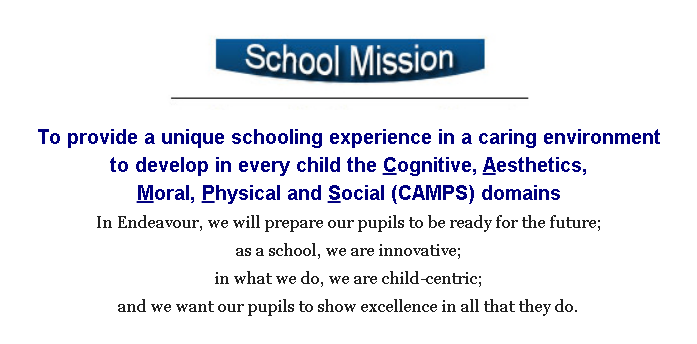 School Mission
To provide a unique schooling experience in a caring environment
to develop in every child the Cognitive, Aesthetics,
Moral, Physical and Social (CAMPS) domains
In Endeavour, we will prepare our pupils to be ready for the future;
as a school, we are innovative;
in what we do, we are child-centric;
and we want our pupils to show excellence in all that they do.